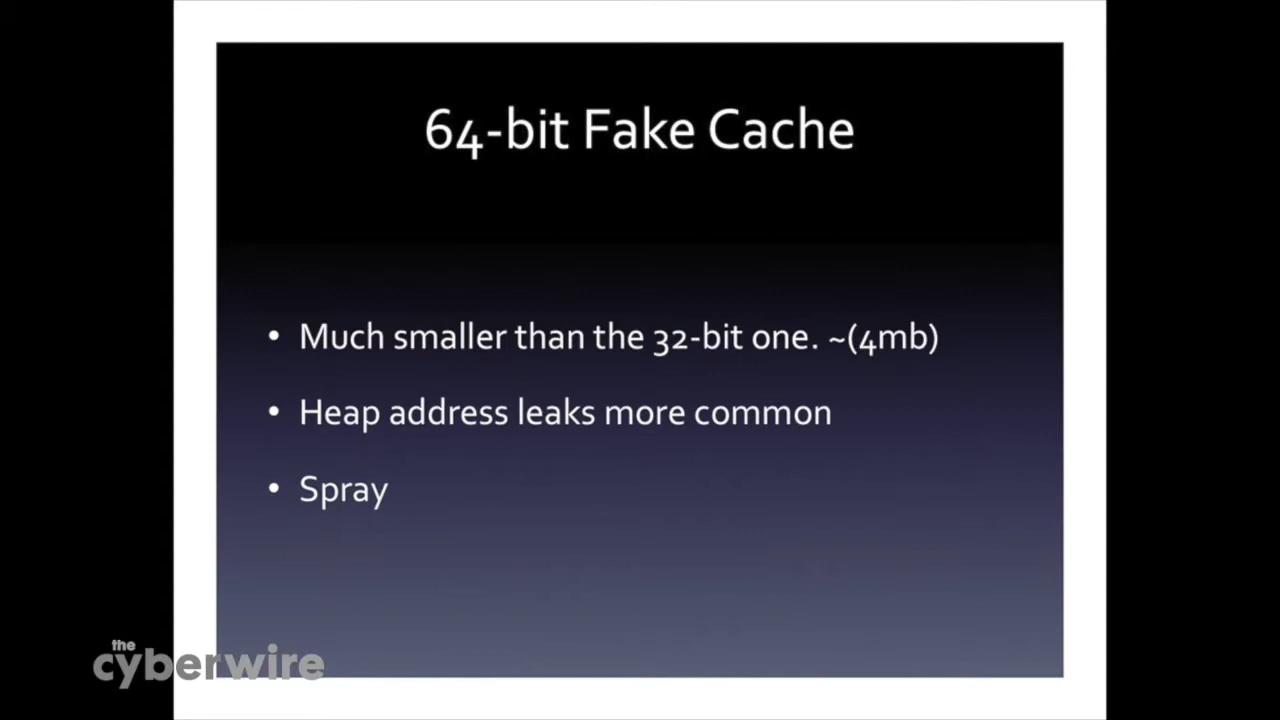 64-bit Fake Cache
• Much smaller than the 32-bit one. ~(4mb)
• Heap address leaks more common
• Spray
the
cyberwire